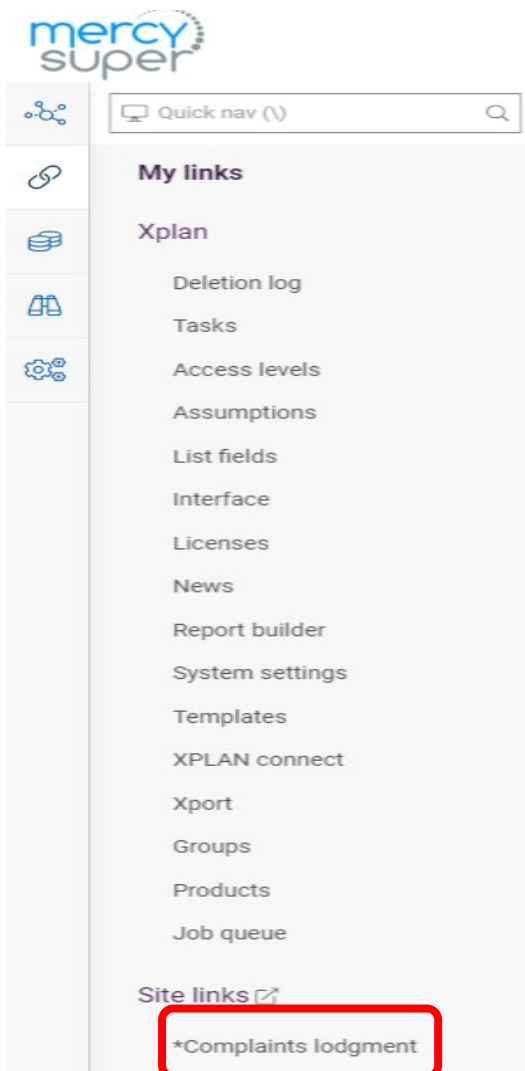 mercy
super
Quick nav (\)
My links
Xplan
Deletion log
Tasks
Access levels
Assumptions
List fields
Interface
Licenses
News
Report builder
System settings
Templates
XPLAN connect
Xport
Groups
Products
Job queue
Site links
*Complaints lodgment